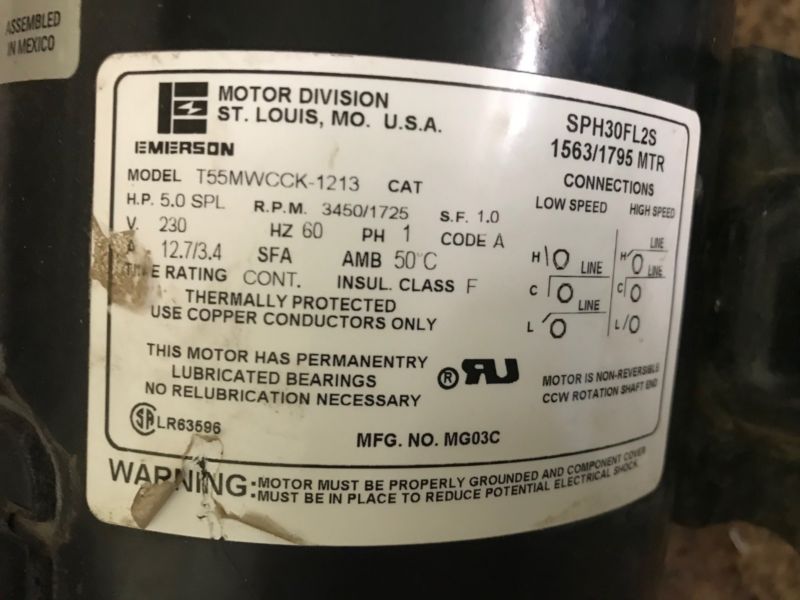 ASSEMBLED
IN MEXICO
MOTOR DIVISION
ST. LOUIS, MO. U.S.A.
EMERSON
SPH30FL2S
1563/1795 MTR
MODEL T55MWCCK-1213 CAT
H.P. 5.0 SPL R.P.M. 3450/1725 S.F. 1.0
V. 230 HZ 60 PH 1 CODE A
A 12.7/3.4 SFA AMB 50°C
RATING CONT. INSUL. CLASS F
THERMALLY PROTECTED
USE COPPER CONDUCTORS ONLY
CONNECTIONS
LOW SPEED HIGH SPEED
LINE
H LINE H LINE
C LINE C
L L
THIS MOTOR HAS PERMANENTRY
LUBRICATED BEARINGS
NO RELUBRICATION NECESSARY
® RU
MOTOR IS NON-REVERSIBLE
CCW ROTATION SHAFT END
SA LR63596
MFG. NO. MG03C
WARNING: MOTOR MUST BE PROPERLY GROUNDED AND COMPONENT COVER
MUST BE IN PLACE TO REDUCE POTENTIAL ELECTRICAL SHOCK.